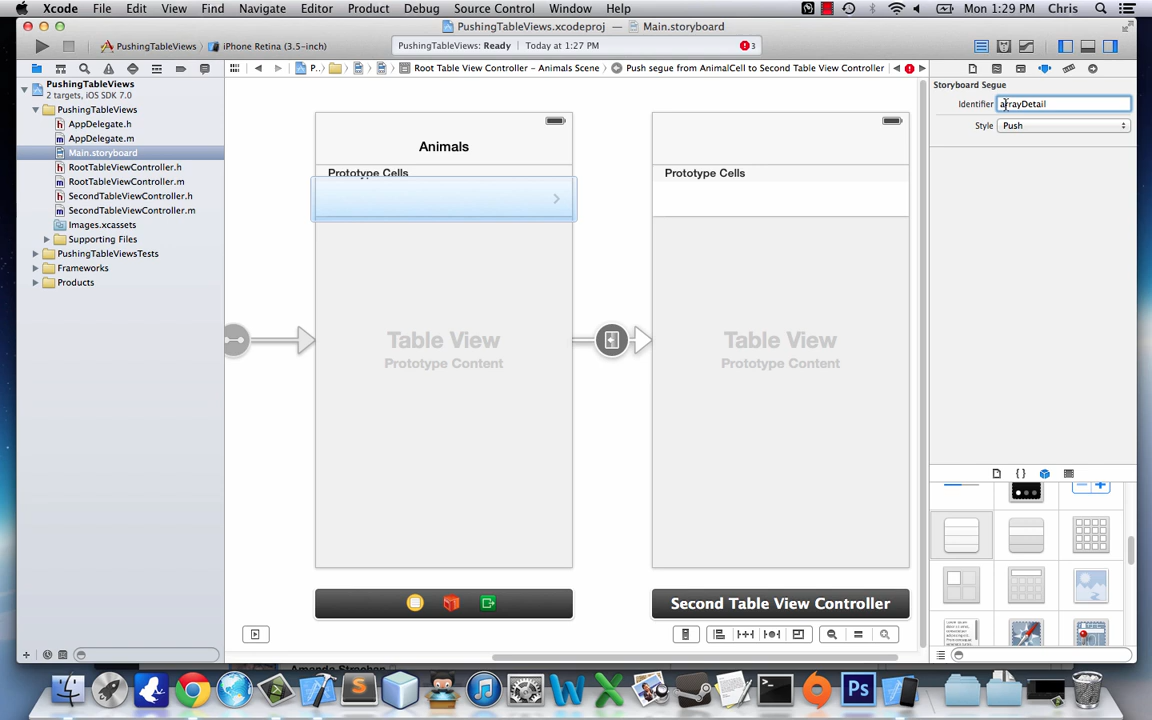 Xcode File Edit View Find Navigate Editor Product Debug Source Control Window Help Mon 1:29 PM Chris
PushingTableViews.xcodeproj — Main.storyboard
PushingTableViews iPhone Retina (3.5-inch) PushingTableViews: Ready Today at 1:27 PM 3
P... Root Table View Controller – Animals Scene Push segue from AnimalCell to Second Table View Controller
PushingTableViews
2 targets, iOS SDK 7.0
PushingTableViews
AppDelegate.h
AppDelegate.m
Main.storyboard
RootTableViewController.h
RootTableViewController.m
SecondTableViewController.h
SecondTableViewController.m
Images.xcassets
Supporting Files
PushingTableViewsTests
Frameworks
Products
Animals
Prototype Cells
Table View
Prototype Content
Prototype Cells
Table View
Prototype Content
Second Table View Controller
Storyboard Segue
Identifier arrayDetail
Style Push